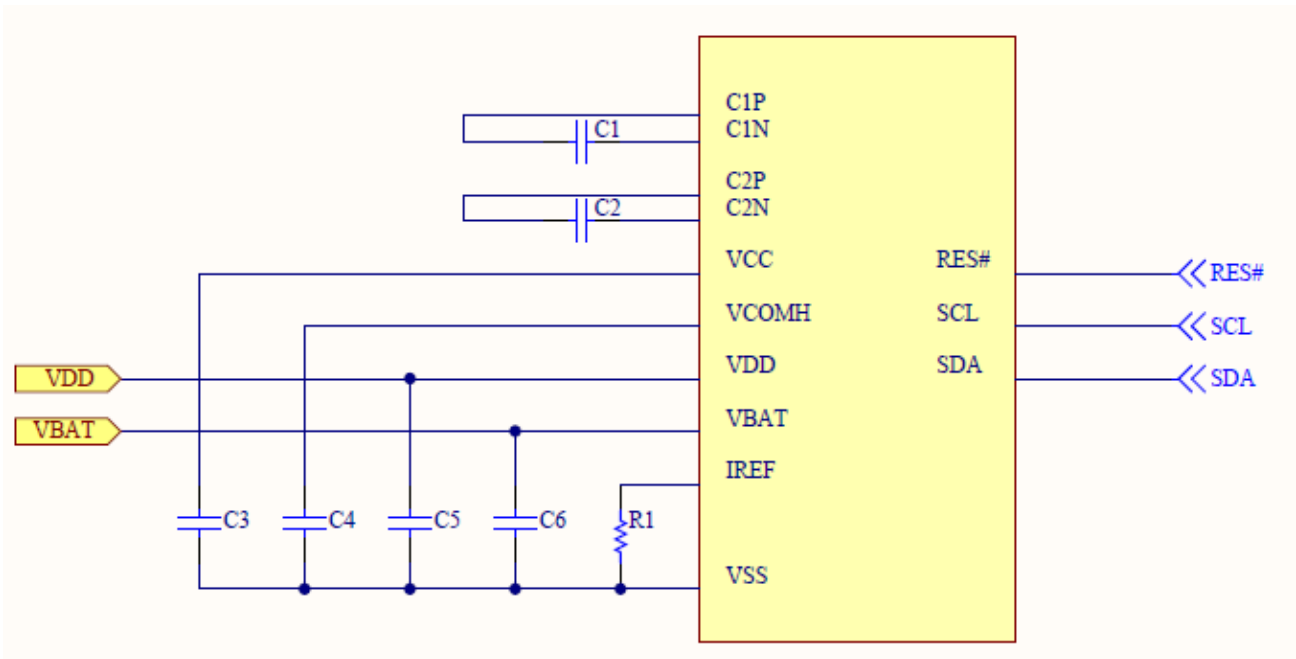 C1P
C1 C1N
C2P
C2 C2N
VCC RES# RES#
VCOMH SCL SCL
VDD VDD SDA SDA
VBAT VBAT
IREF
C3 C4 C5 C6 R1
VSS